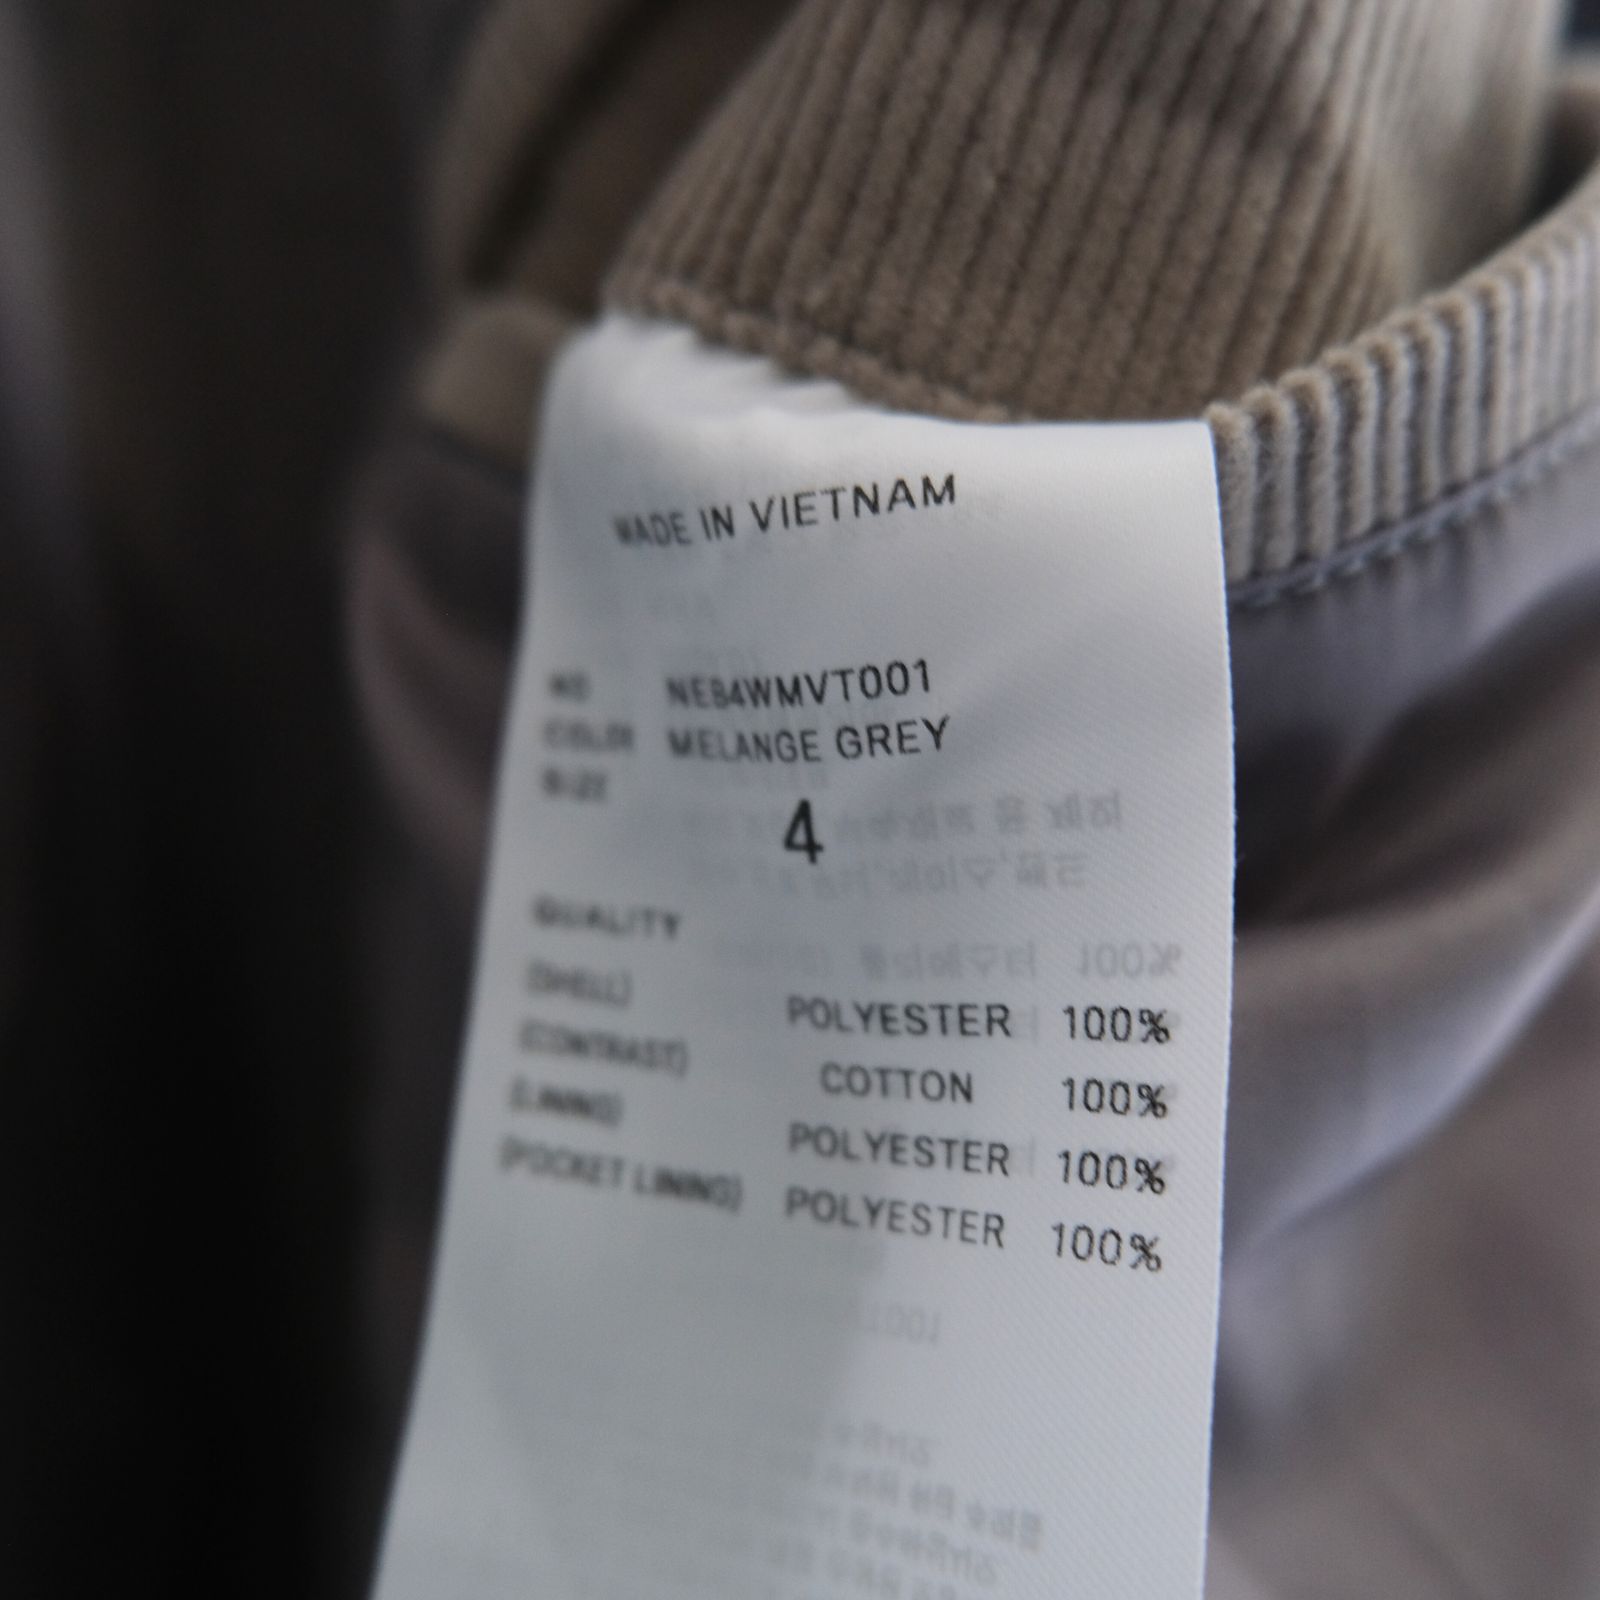 MADE IN VIETNAM
NO NE84WMVT001
COLOR MELANGE GREY
SIZE
4
QUALITY
(SHELL) POLYESTER 100%
(CONTRAST) COTTON 100%
(LINING) POLYESTER 100%
(POCKET LINING) POLYESTER 100%